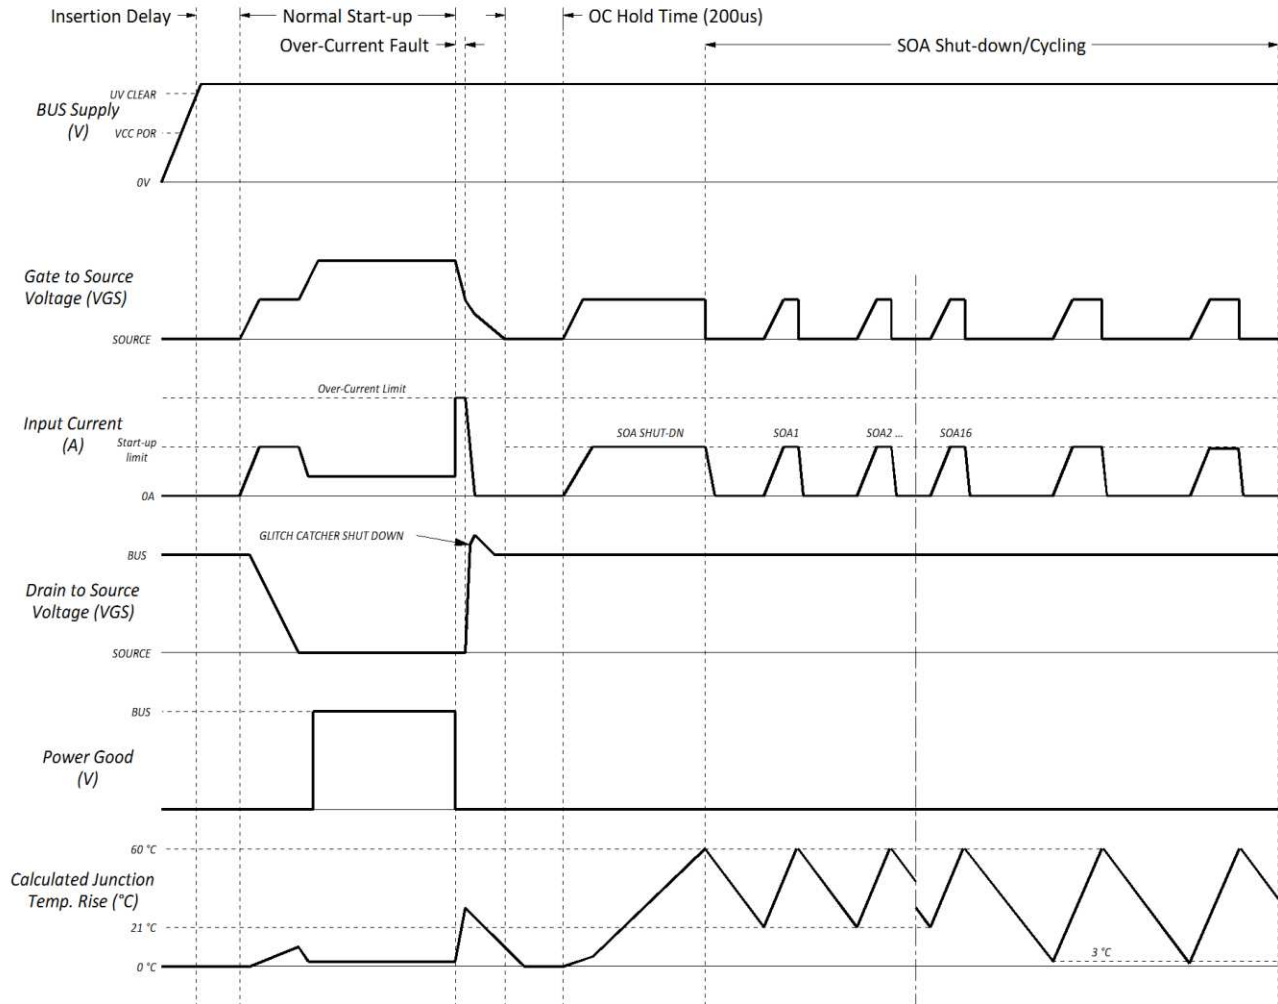 Insertion Delay
Normal Start-up
OC Hold Time (200us)
Over-Current Fault
SOA Shut-down/Cycling
UV CLEAR
BUS Supply
(V)
VCC POR
0V
Gate to Source
Voltage (VGS)
SOURCE
Over-Current Limit
Input Current
(A)
Start-up
limit
SOA SHUT-DN
SOA1
SOA2 ...
SOA16
0A
GLITCH CATCHER SHUT DOWN
BUS
Drain to Source
Voltage (VGS)
SOURCE
BUS
Power Good
(V)
60 °C
Calculated Junction
Temp. Rise (°C)
21 °C
3 °C
0 °C